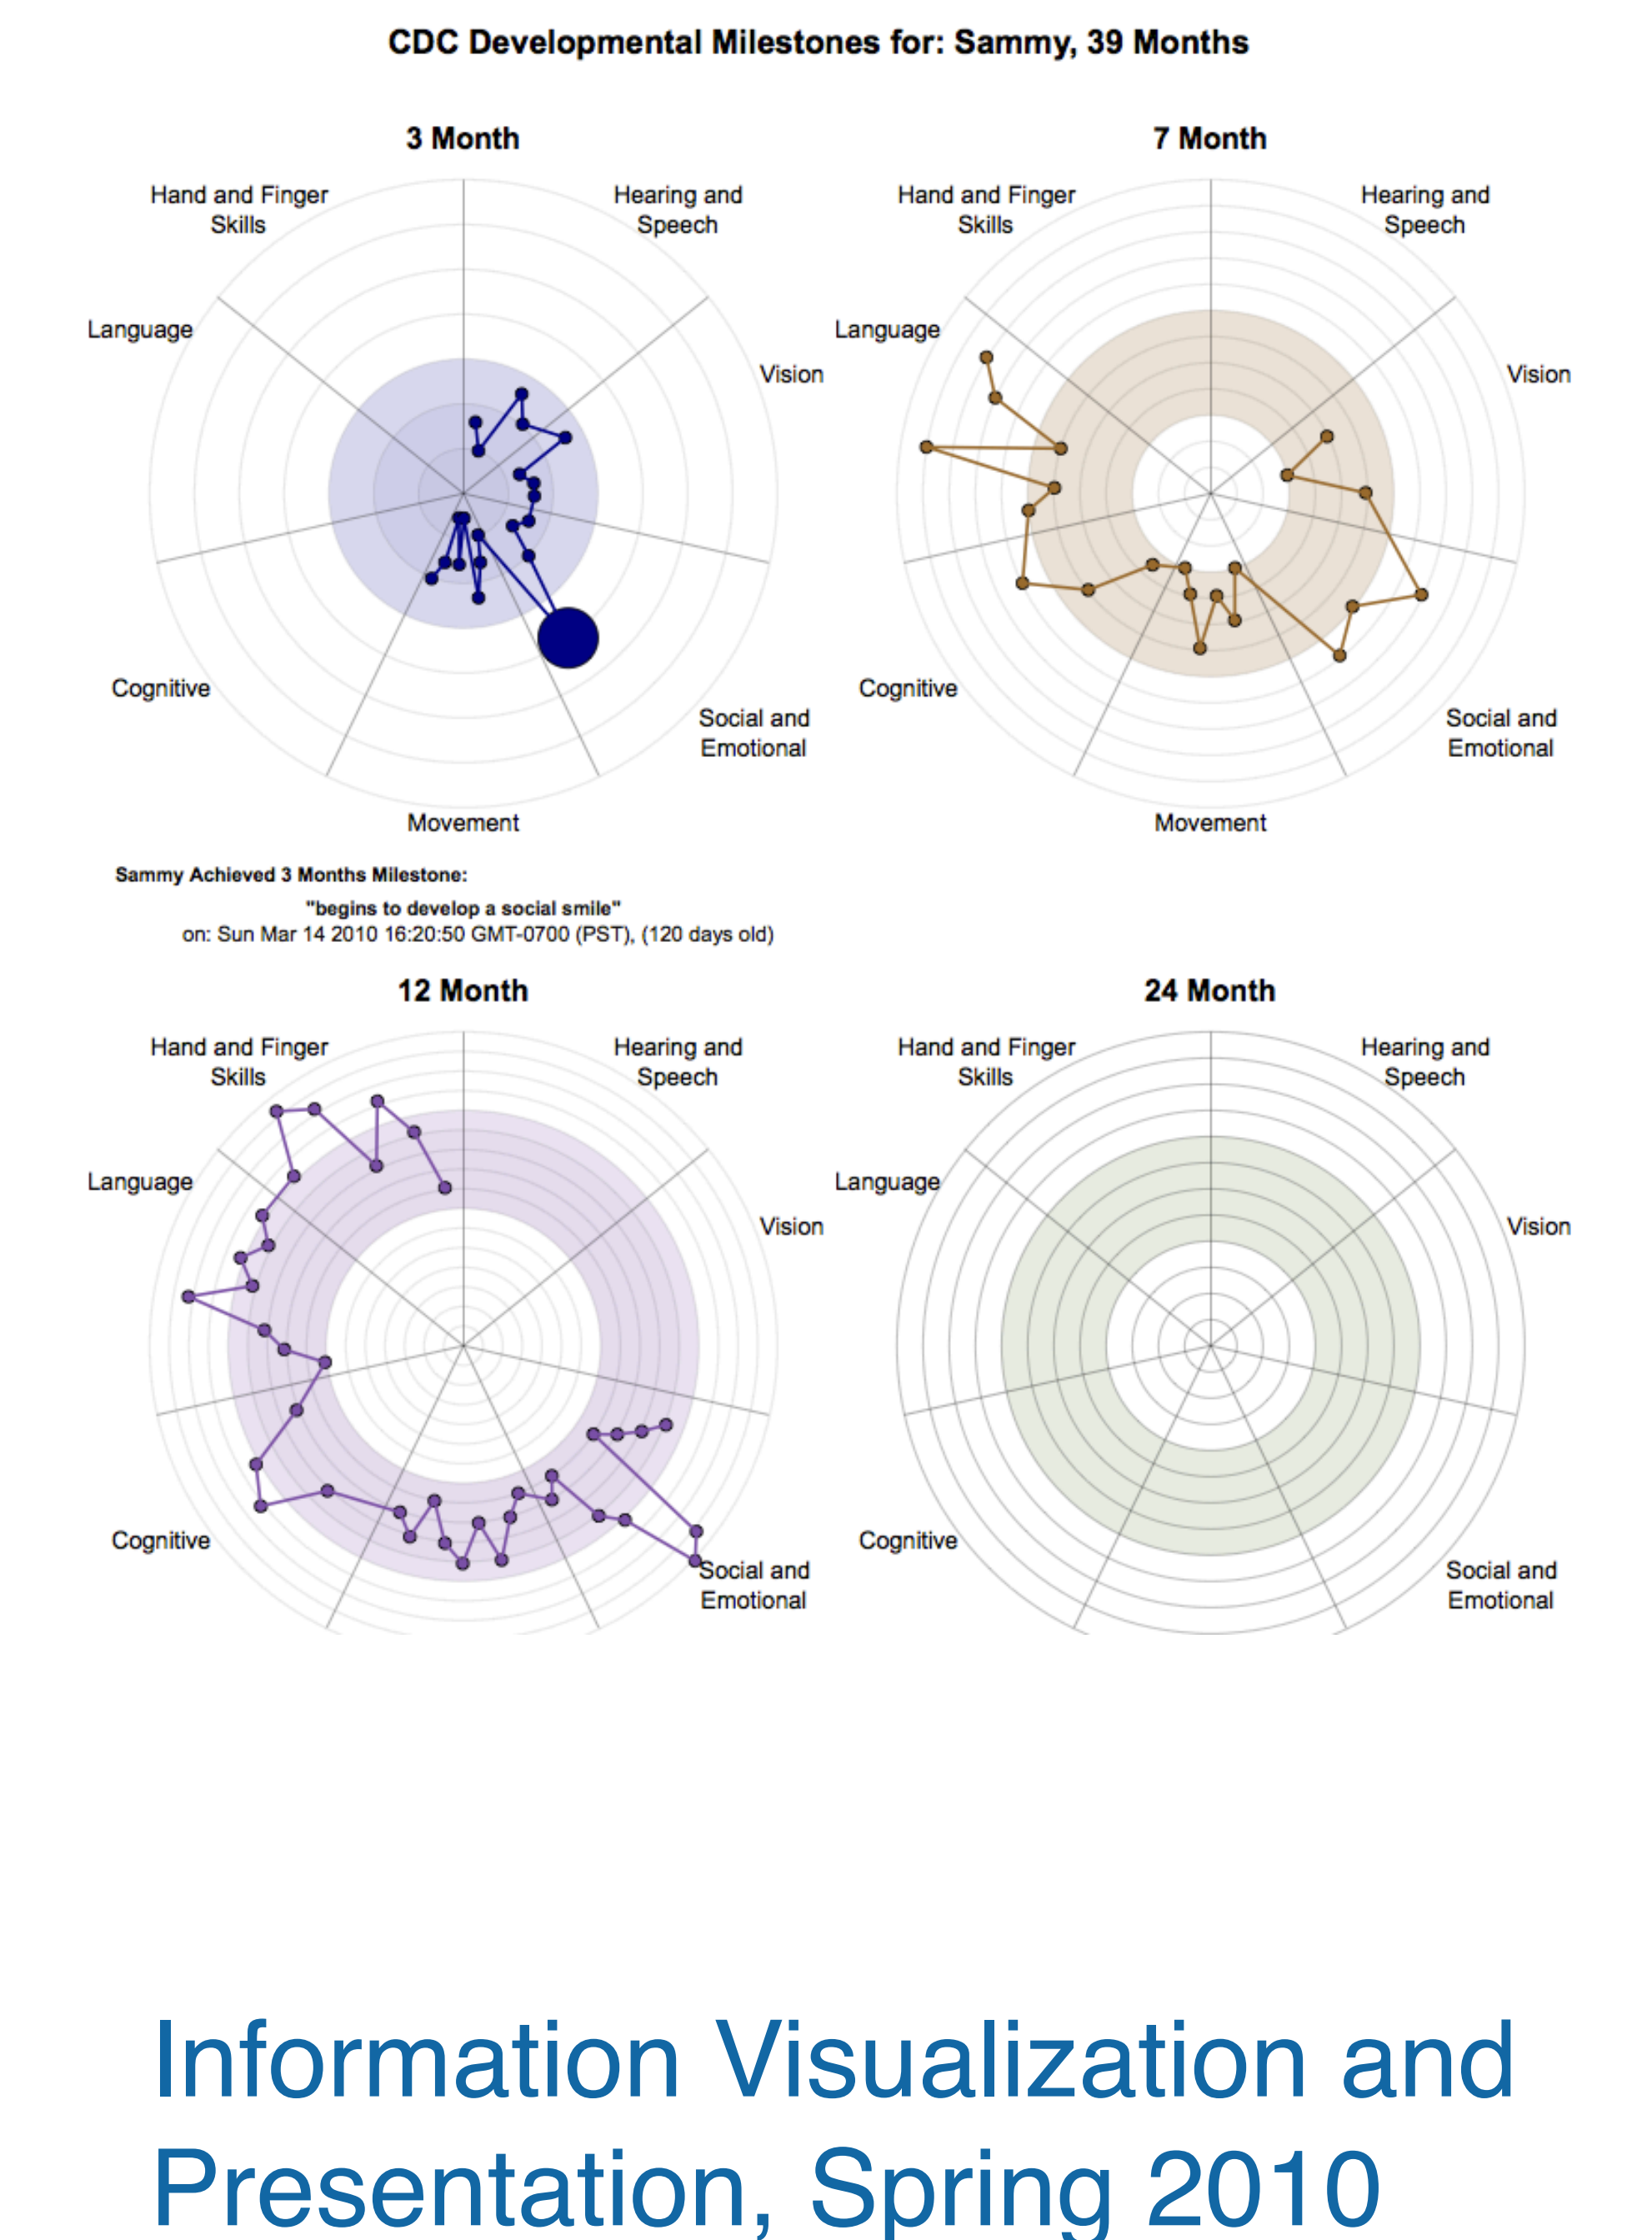 CDC Developmental Milestones for: Sammy, 39 Months
3 Month
Hand and Finger
Skills
Hearing and
Speech
Language
Vision
Cognitive
Social and
Emotional
Movement
7 Month
Hand and Finger
Skills
Hearing and
Speech
Language
Vision
Cognitive
Social and
Emotional
Movement
Sammy Achieved 3 Months Milestone:
"begins to develop a social smile"
on: Sun Mar 14 2010 16:20:50 GMT-0700 (PST), (120 days old)
12 Month
Hand and Finger
Skills
Hearing and
Speech
Language
Vision
Cognitive
Social and
Emotional
24 Month
Hand and Finger
Skills
Hearing and
Speech
Language
Vision
Cognitive
Social and
Emotional
Information Visualization and
Presentation, Spring 2010